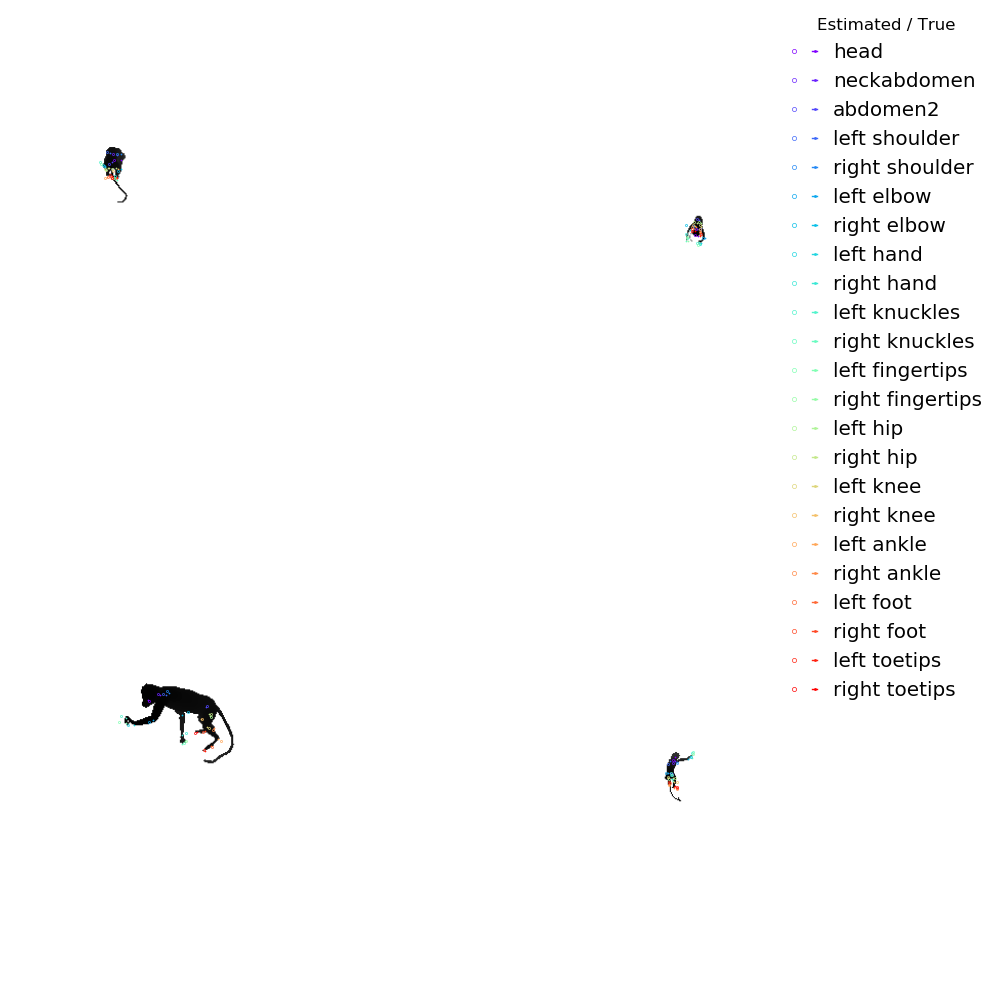 Estimated / True
head
neckabdomen
abdomen2
left shoulder
right shoulder
left elbow
right elbow
left hand
right hand
left knuckles
right knuckles
left fingertips
right fingertips
left hip
right hip
left knee
right knee
left ankle
right ankle
left foot
right foot
left toetips
right toetips